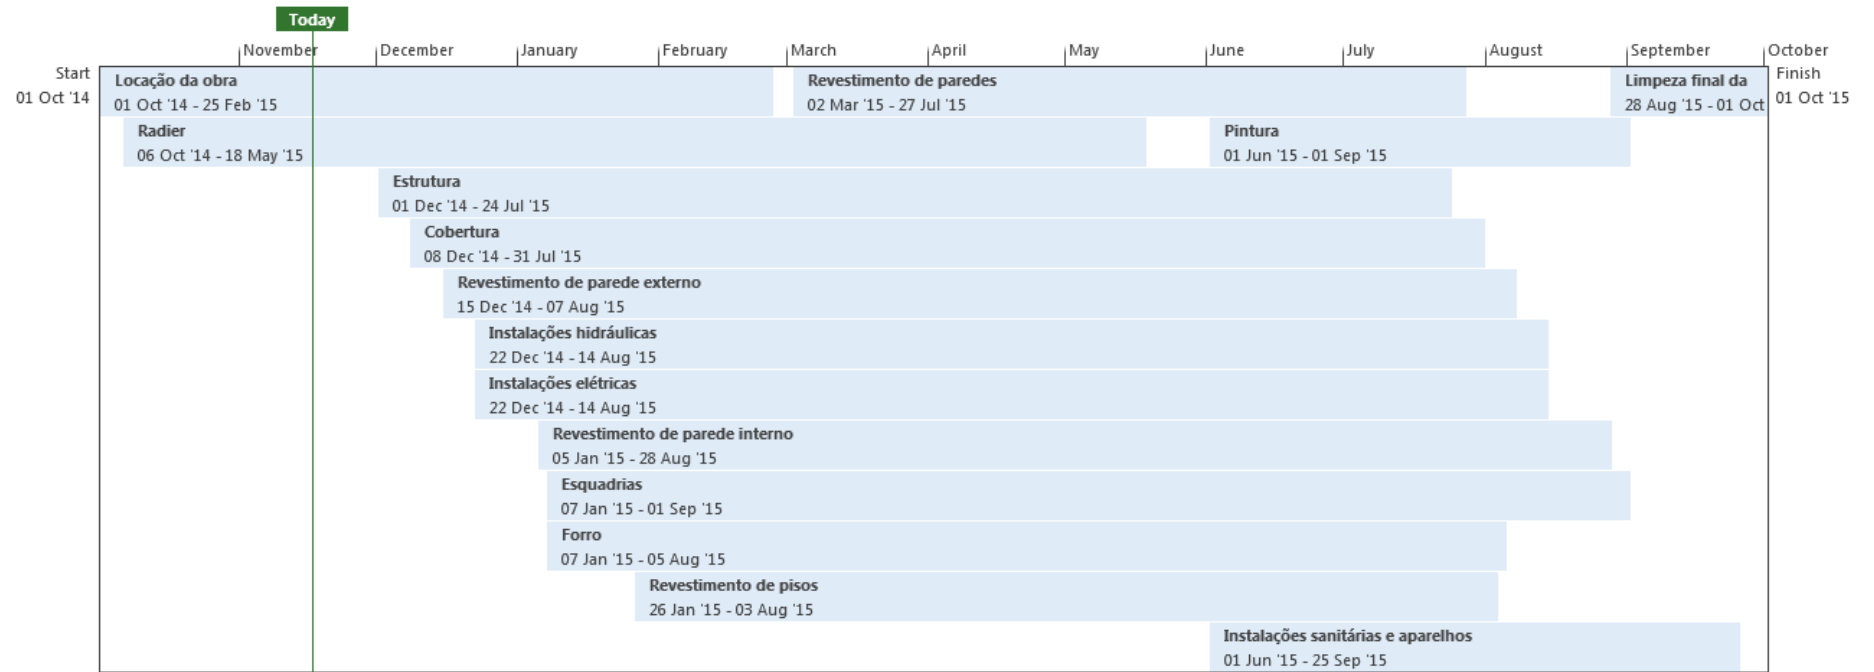 Today
November
December
January
February
March
April
May
June
July
August
September
October
Start
01 Oct '14
Finish
01 Oct '15
Locação da obra
01 Oct '14 - 25 Feb '15
Revestimento de paredes
02 Mar '15 - 27 Jul '15
Limpeza final da
28 Aug '15 - 01 Oct
Radier
06 Oct '14 - 18 May '15
Pintura
01 Jun '15 - 01 Sep '15
Estrutura
01 Dec '14 - 24 Jul '15
Cobertura
08 Dec '14 - 31 Jul '15
Revestimento de parede externo
15 Dec '14 - 07 Aug '15
Instalações hidráulicas
22 Dec '14 - 14 Aug '15
Instalações elétricas
22 Dec '14 - 14 Aug '15
Revestimento de parede interno
05 Jan '15 - 28 Aug '15
Esquadrias
07 Jan '15 - 01 Sep '15
Forro
07 Jan '15 - 05 Aug '15
Revestimento de pisos
26 Jan '15 - 03 Aug '15
Instalações sanitárias e aparelhos
01 Jun '15 - 25 Sep '15